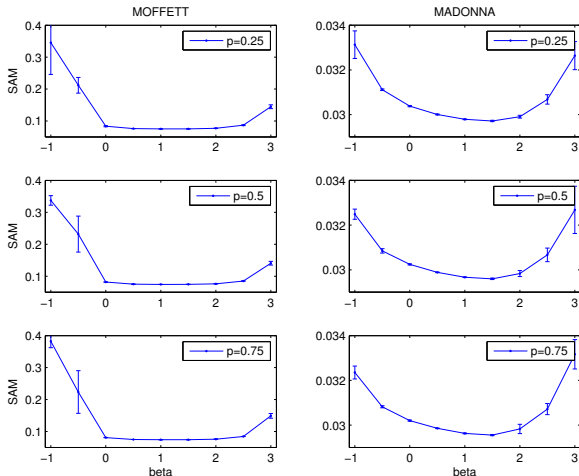 MOFFETT
MADONNA
0.4
0.3
0.2
0.1
SAM
p=0.25
−1 0 1 2 3
0.034
0.032
0.03
p=0.25
−1 0 1 2 3
0.4
0.3
0.2
0.1
SAM
p=0.5
−1 0 1 2 3
0.034
0.032
0.03
p=0.5
−1 0 1 2 3
0.4
0.3
0.2
0.1
SAM
p=0.75
−1 0 1 2 3
beta
0.034
0.032
0.03
p=0.75
−1 0 1 2 3
beta